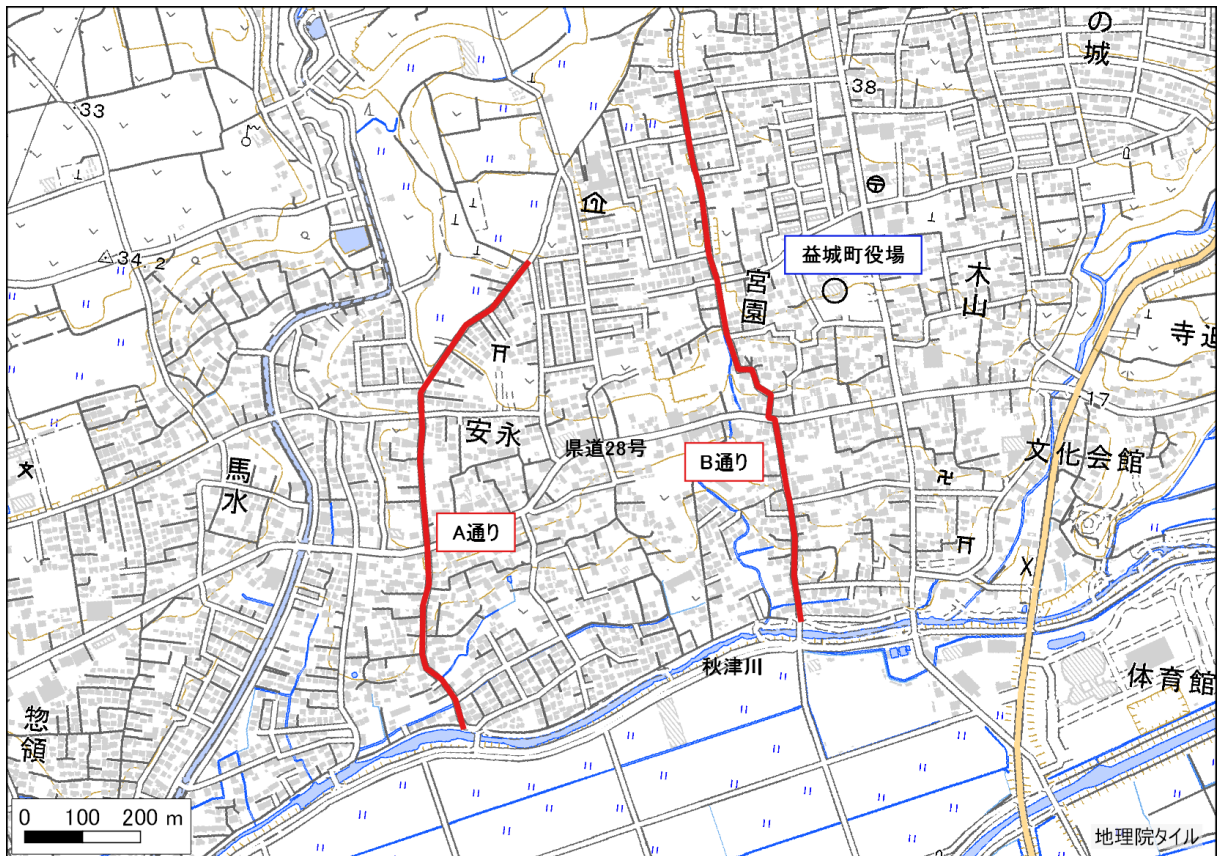 の城
33
38
34.2
益城町役場
宮園
木山
寺迫
17
安永
県道28号
B通り
文化会館
馬水
A通り
秋津川
体育館
惣領
0 100 200 m
地理院タイル